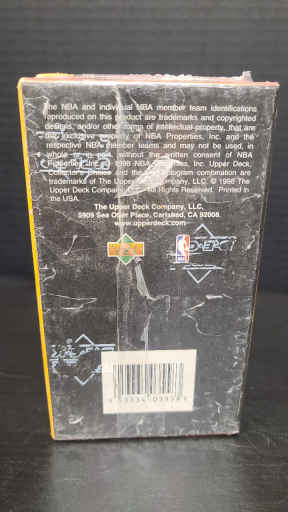 The NBA and individual NBA member team identifications
reproduced on this product are trademarks and copyrighted
designs, and/or other forms of intellectual property, that are
the exclusive property of NBA Properties, Inc. and the
respective NBA member teams and may not be used, in
whole or in part, without the written consent of NBA
Properties, Inc. © 1998 NBA Properties, Inc. Upper Deck,
Collector's Choice and the card/hologram combination are
trademarks of The Upper Deck Company, LLC. © 1998 The
Upper Deck Company, LLC. All Rights Reserved. Printed in
the USA.
The Upper Deck Company, LLC,
5909 Sea Otter Place, Carlsbad, CA 92008.
www.upperdeck.com